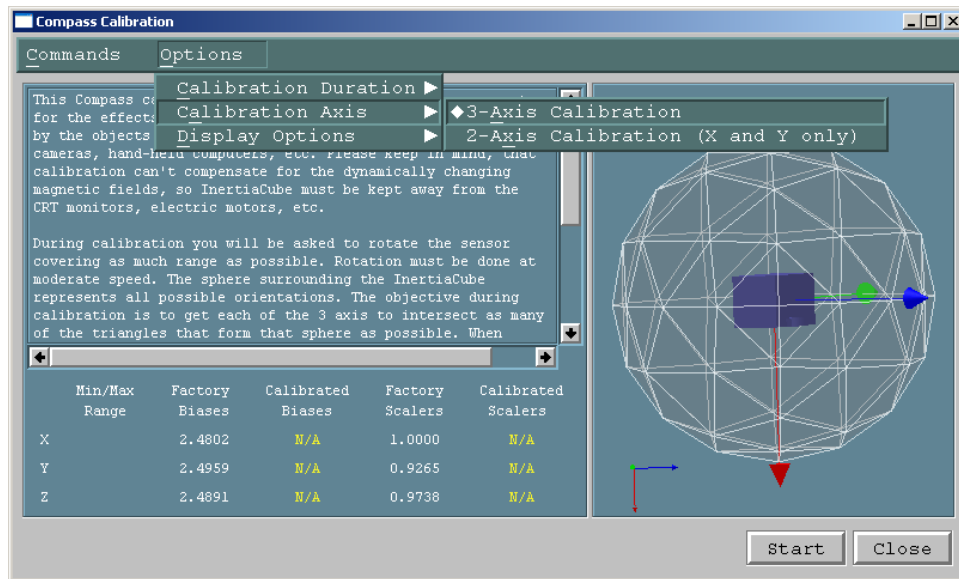 Compass Calibration
Commands Options
Calibration Duration
Calibration Axis
Display Options
3-Axis Calibration
2-Axis Calibration (X and Y only)
This Compass
for the effects
by the objects
cameras, hand-held computers, etc. Please keep in mind, that
calibration can't compensate for the dynamically changing
magnetic fields, so InertiaCube must be kept away from the
CRT monitors, electric motors, etc.
During calibration you will be asked to rotate the sensor
covering as much range as possible. Rotation must be done at
moderate speed. The sphere surrounding the InertiaCube
represents all possible orientations. The objective during
calibration is to get each of the 3 axis to intersect as many
of the triangles that form that sphere as possible. When
Min/Max Factory Calibrated Factory Calibrated
Range Biases Biases Scalers Scalers
X 2.4802 N/A 1.0000 N/A
Y 2.4959 N/A 0.9265 N/A
Z 2.4891 N/A 0.9738 N/A
Start Close